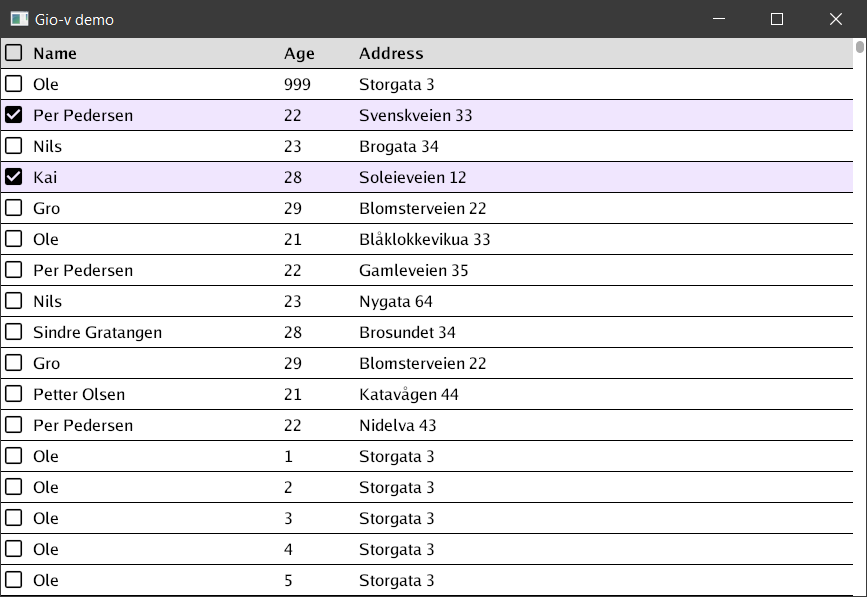 Gio-v demo
Name Age Address
Ole 999 Storgata 3
Per Pedersen 22 Svenskveien 33
Nils 23 Brogata 34
Kai 28 Soleieveien 12
Gro 29 Blomsterveien 22
Ole 21 Blåklokkevikua 33
Per Pedersen 22 Gamleveien 35
Nils 23 Nygata 64
Sindre Gratangen 28 Brosundet 34
Gro 29 Blomsterveien 22
Petter Olsen 21 Katavågen 44
Per Pedersen 22 Nidelva 43
Ole 1 Storgata 3
Ole 2 Storgata 3
Ole 3 Storgata 3
Ole 4 Storgata 3
Ole 5 Storgata 3